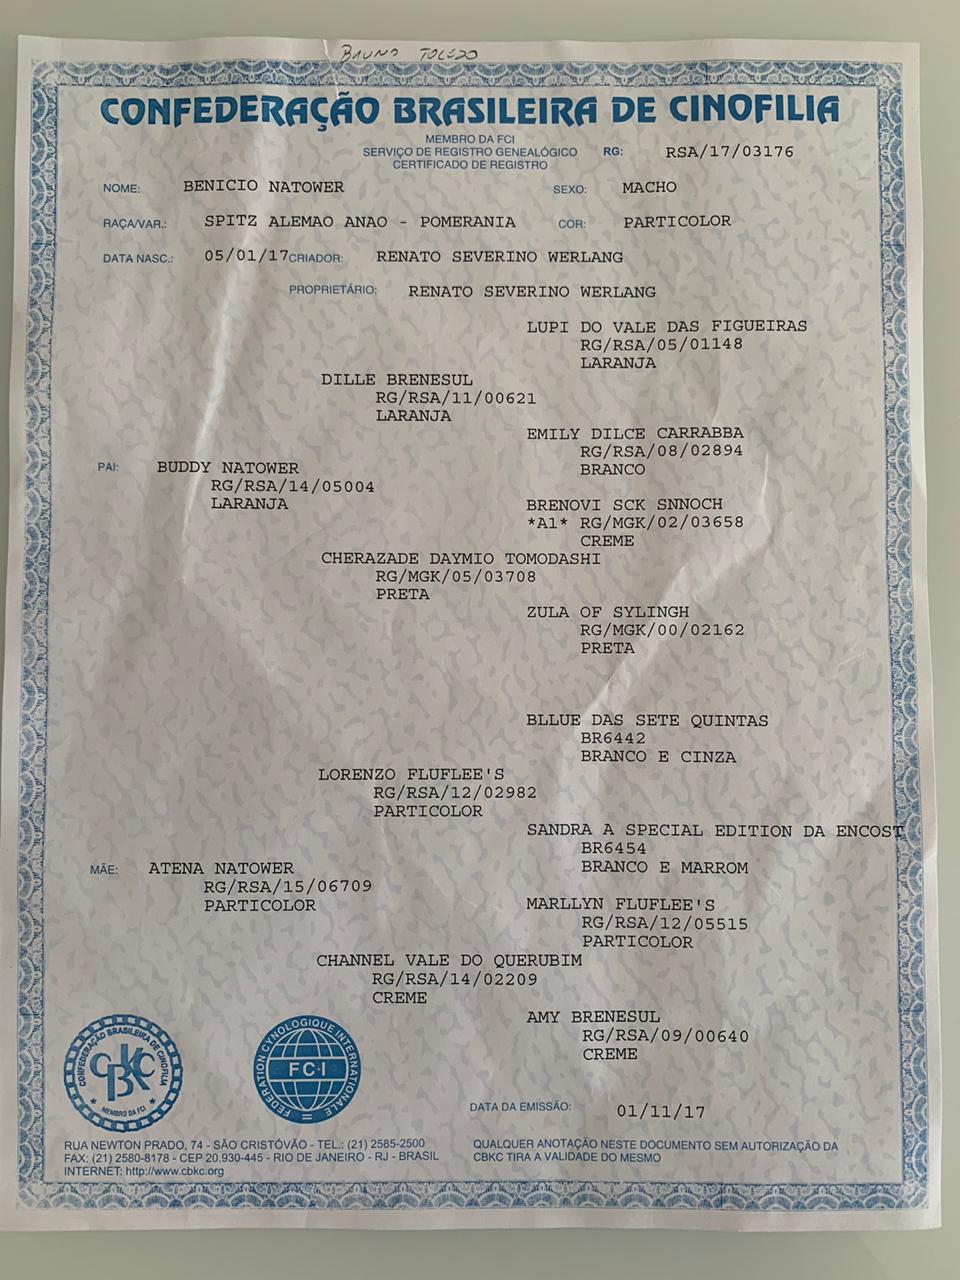 BRUNO TOLEDO
CONFEDERAÇÃO BRASILEIRA DE CINOFILIA
MEMBRO DA FCI
SERVIÇO DE REGISTRO GENEALÓGICO RG: RSA/17/03176
CERTIFICADO DE REGISTRO
NOME: BENICIO NATOWER SEXO: MACHO
RAÇA/VAR.: SPITZ ALEMAO ANAO - POMERANIA COR: PARTICOLOR
DATA NASC.: 05/01/17 CRIADOR: RENATO SEVERINO WERLANG
PROPRIETÁRIO: RENATO SEVERINO WERLANG
LUPI DO VALE DAS FIGUEIRAS
RG/RSA/05/01148
LARANJA
DILLE BRENESUL
RG/RSA/11/00621
LARANJA
EMILY DILCE CARRABBA
RG/RSA/08/02894
BRANCO
PAI: BUDDY NATOWER
RG/RSA/14/05004
LARANJA
BRENOVI SCK SNNOCH
*A1* RG/MGK/02/03658
CREME
CHERAZADE DAYMIO TOMODASHI
RG/MGK/05/03708
PRETA
ZULA OF SYLINGH
RG/MGK/00/02162
PRETA
BLLUE DAS SETE QUINTAS
BR6442
BRANCO E CINZA
LORENZO FLUFLEE'S
RG/RSA/12/02982
PARTICOLOR
SANDRA A SPECIAL EDITION DA ENCOST
BR6454
BRANCO E MARROM
MÃE: ATENA NATOWER
RG/RSA/15/06709
PARTICOLOR
MARLLYN FLUFLEE'S
RG/RSA/12/05515
PARTICOLOR
CHANNEL VALE DO QUERUBIM
RG/RSA/14/02209
CREME
AMY BRENESUL
RG/RSA/09/00640
CREME
CONFEDERAÇÃO BRASILEIRA DE CINOFILIA
CBKC
MEMBRO DA FCI
FEDERATION CYNOLOGIQUE INTERNATIONALE
FCI
DATA DA EMISSÃO: 01/11/17
RUA NEWTON PRADO, 74 - SÃO CRISTÓVÃO - TEL.: (21) 2585-2500
FAX: (21) 2580-8178 - CEP 20.930-445 - RIO DE JANEIRO - RJ - BRASIL
INTERNET: http://www.cbkc.org
QUALQUER ANOTAÇÃO NESTE DOCUMENTO SEM AUTORIZAÇÃO DA
CBKC TIRA A VALIDADE DO MESMO